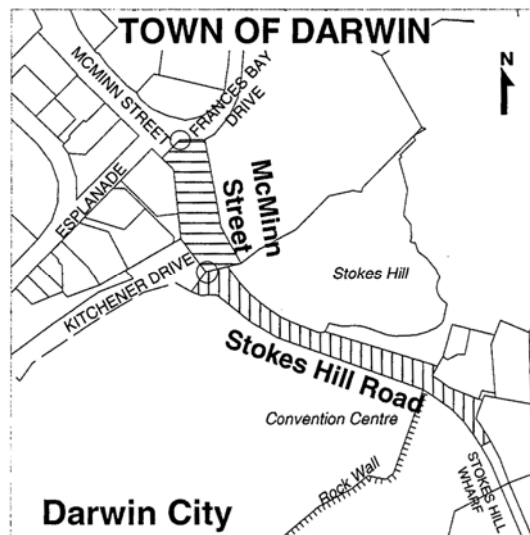 TOWN OF DARWIN
N
MCMINN STREET
FRANCES BAY
DRIVE
ESPLANADE
McMinn
Street
KITCHENER DRIVE
Stokes Hill
Stokes Hill Road
Convention Centre
Rock Wall
STOKES HILL
WHARF
Darwin City